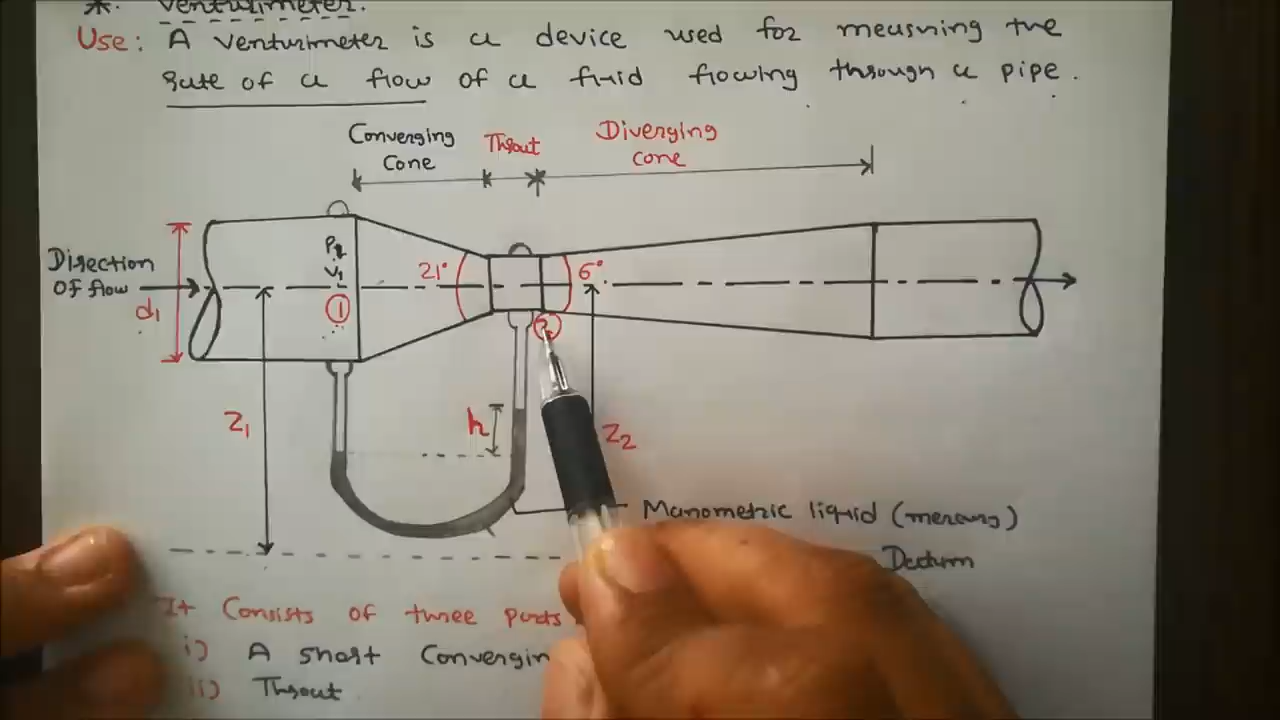 *. Venturimeter.
Use: A venturimeter is a device used for measuring the
rate of a flow of a fluid flowing through a pipe.
Converging Cone
Throat
Diverging cone
Direction Of flow
d1
P2
V1
1
21°
6°
2
Z1
h
Z2
Manometric liquid (mercury)
Datum
It Consists of three parts
i) A short Convergin
ii) Throat